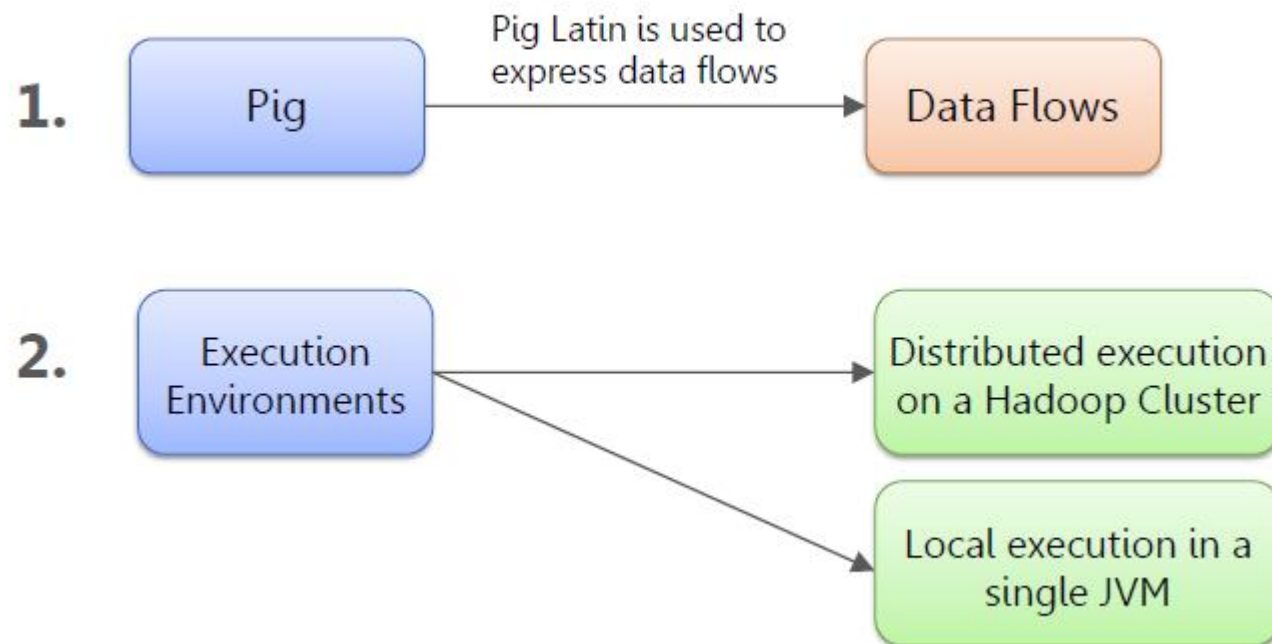 Pig Latin is used to
express data flows
1.
Pig
Data Flows
2.
Execution
Environments
Distributed execution
on a Hadoop Cluster
Local execution in a
single JVM